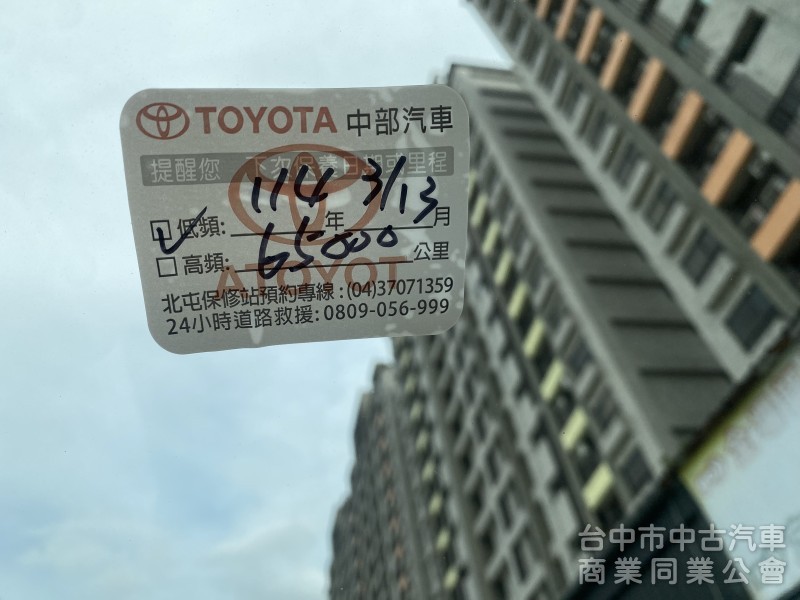 TOYOTA 中部汽車
提醒您 不勿保養日期或里程
114 3/13
低頻: 年 月
65000
高頻: 公里
北屯保修站預約專線:(04)37071359
24小時道路救援:0809-056-999
台中市中古汽車
商業同業公會